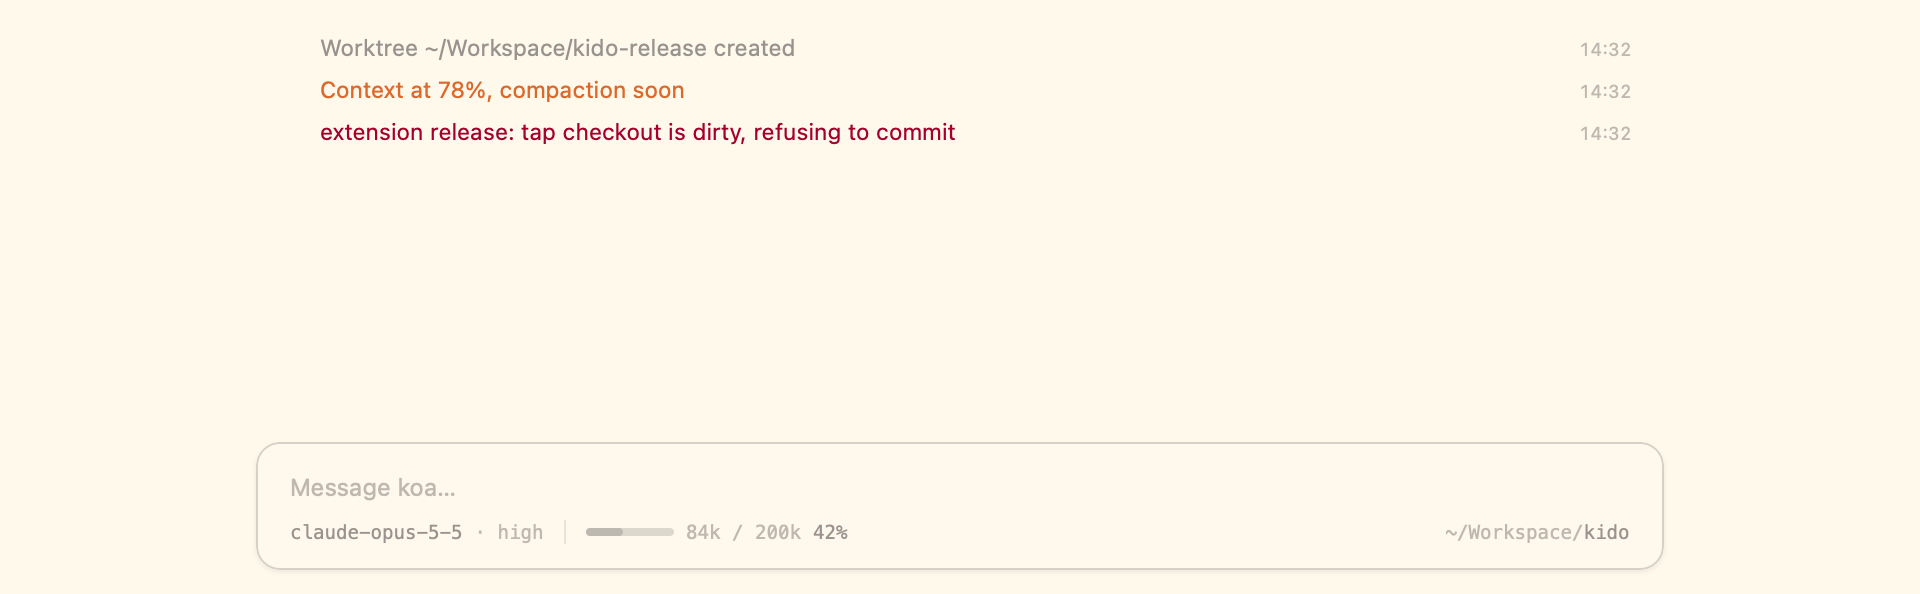 Worktree ~/Workspace/kido-release created 14:32
Context at 78%, compaction soon 14:32
extension release: tap checkout is dirty, refusing to commit 14:32
Message koa...
claude-opus-5-5 · high 84k / 200k 42% ~/Workspace/kido